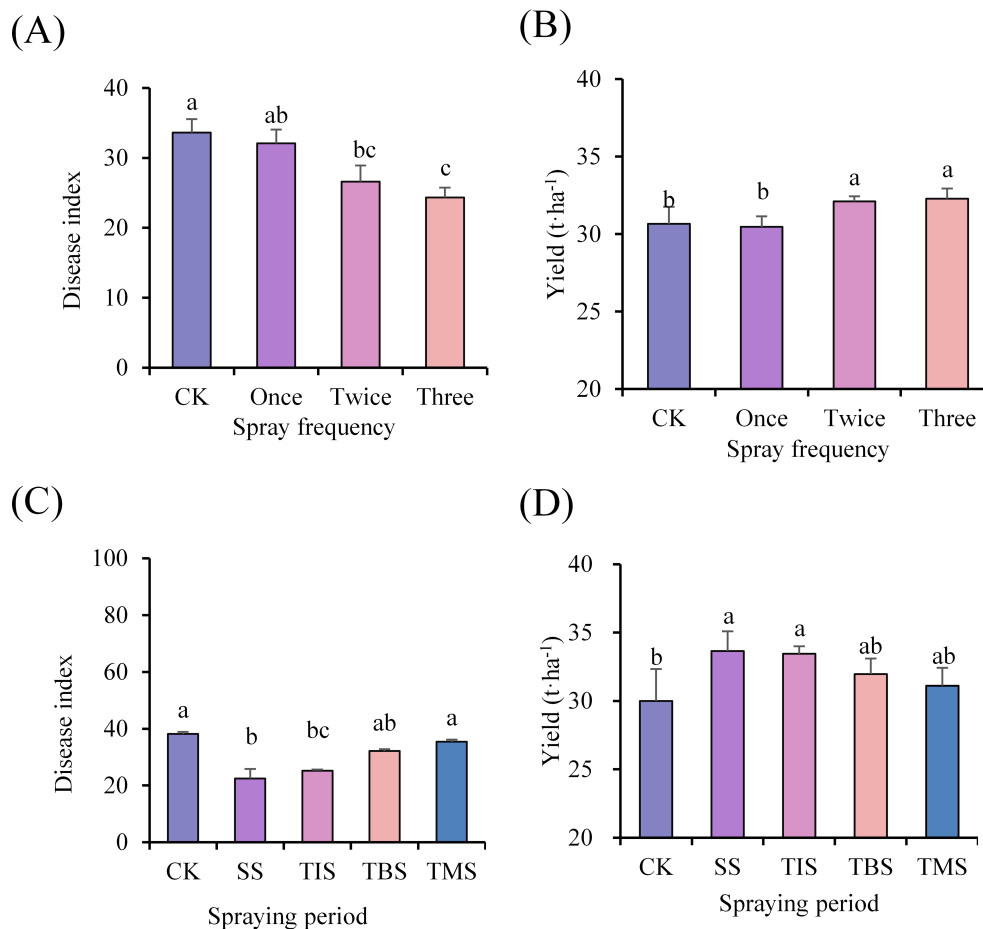 (A)
Disease index
40
30
20
10
0
a
ab
bc
c
CK Once Twice Three
Spray frequency
(B)
Yield (t·ha⁻¹)
40
35
30
25
20
b
b
a
a
CK Once Twice Three
Spray frequency
(C)
Disease index
100
80
60
40
20
0
a
b
bc
ab
a
CK SS TIS TBS TMS
Spraying period
(D)
Yield (t·ha⁻¹)
40
35
30
25
20
b
a
a
ab
ab
CK SS TIS TBS TMS
Spraying period